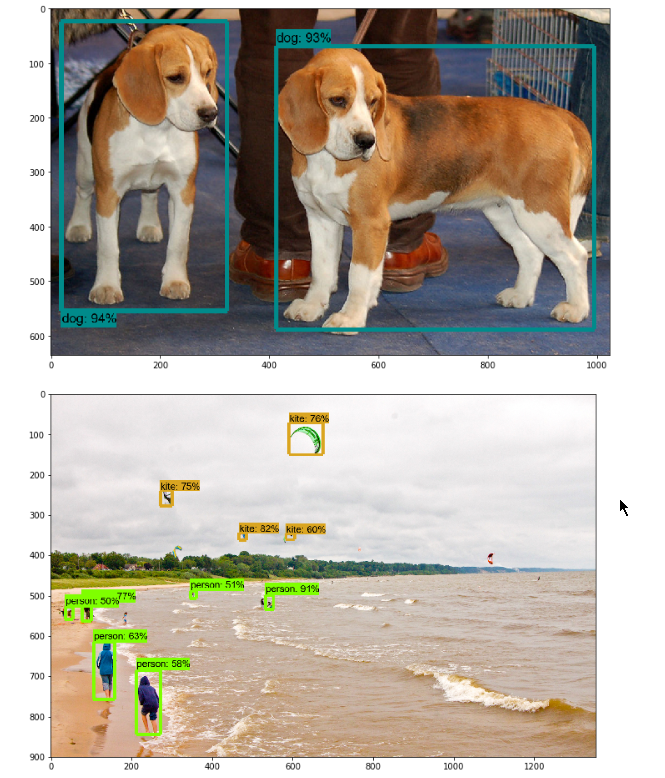 0
100
200
300
400
500
600
dog: 93%
dog: 94%
0
200
400
600
800
1000
0
100
200
300
400
500
600
700
800
900
kite: 76%
kite: 75%
kite: 82%
kite: 60%
person: 51%
person: 91%
77%
person: 50%
person: 63%
person: 58%
0
200
400
600
800
1000
1200